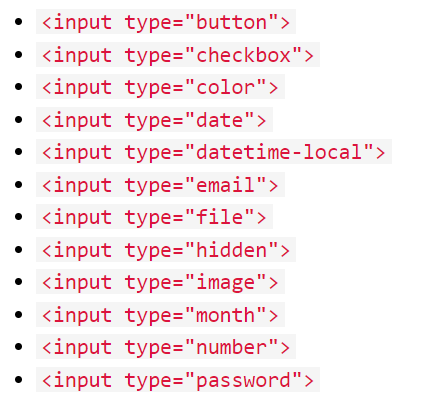 <input type="button">
<input type="checkbox">
<input type="color">
<input type="date">
<input type="datetime-local">
<input type="email">
<input type="file">
<input type="hidden">
<input type="image">
<input type="month">
<input type="number">
<input type="password">